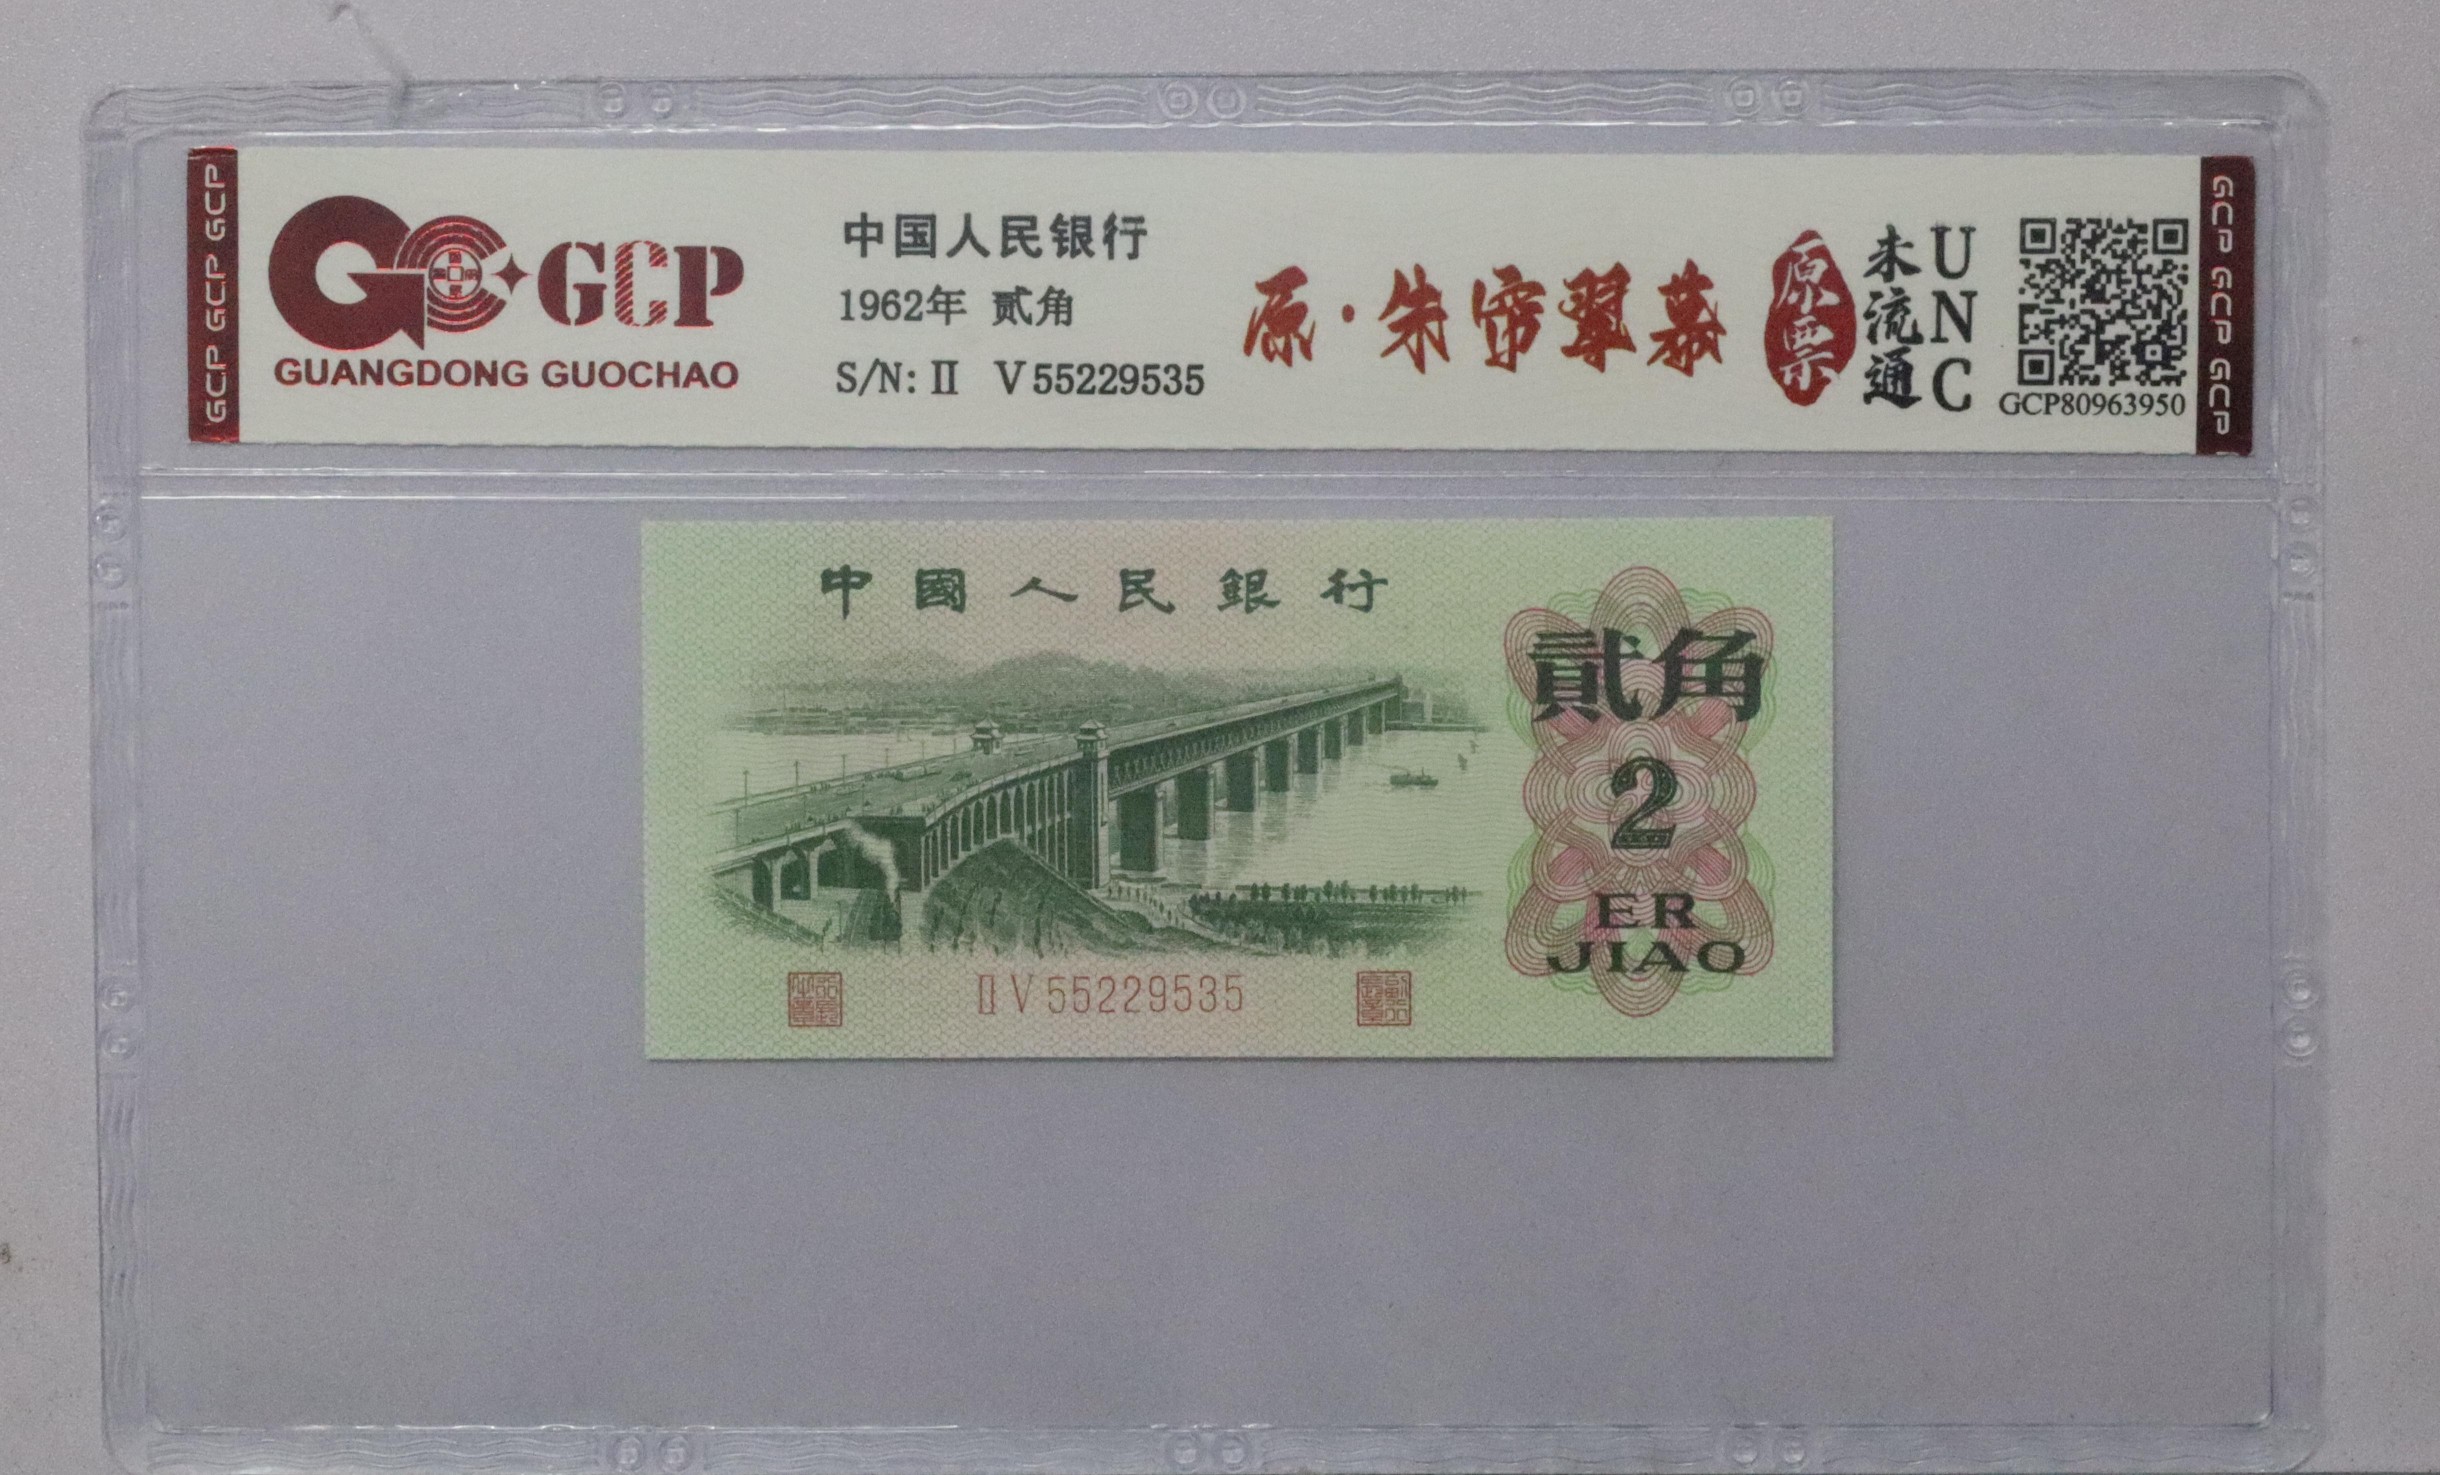 GCP GCP GCP
GCP
GUANGDONG GUOCHAO
中国人民银行
1962年 贰角
S/N: II V 55229535
原·朱帘翠幕
原票
未流通
UNC
GCP80963950
GCP GCP GCP
中國人民銀行
貳角
2
ER
JIAO
II V 55229535